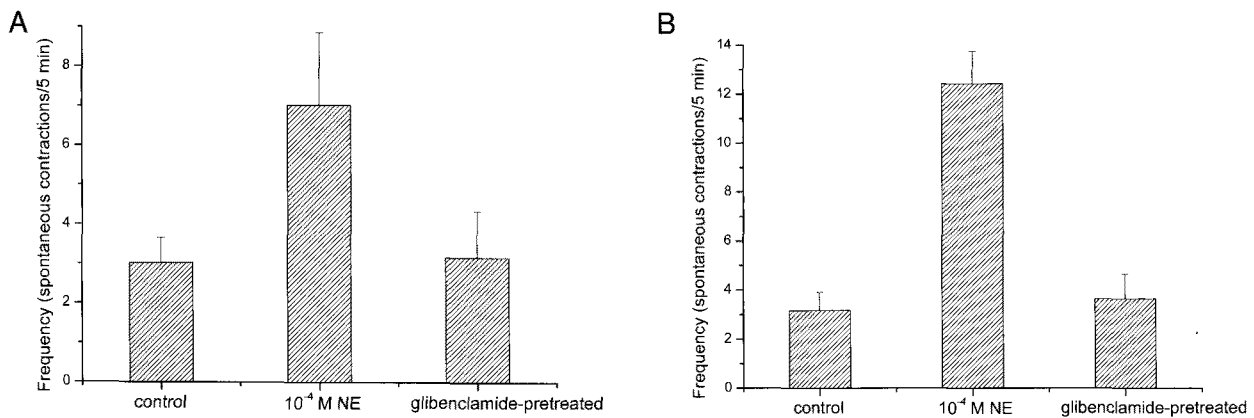 A
Frequency (spontaneous contractions/5 min)
8
6
4
2
0
control
10⁻⁴ M NE
glibenclamide-pretreated
B
Frequency (spontaneous contractions/5 min)
14
12
10
8
6
4
2
0
control
10⁻⁴ M NE
glibenclamide-pretreated